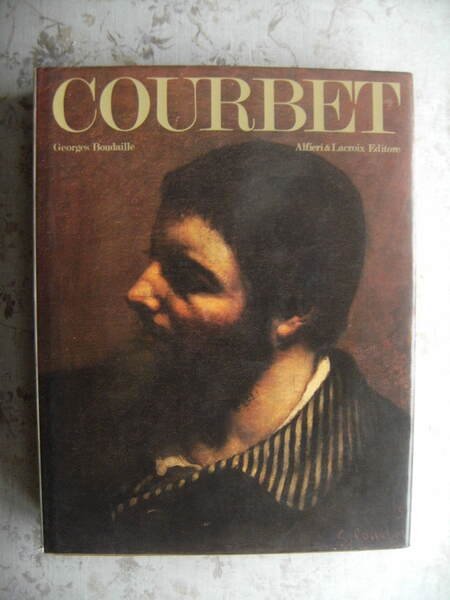 COURBET
Georges Boudaille
Alfieri & Lacroix Editore